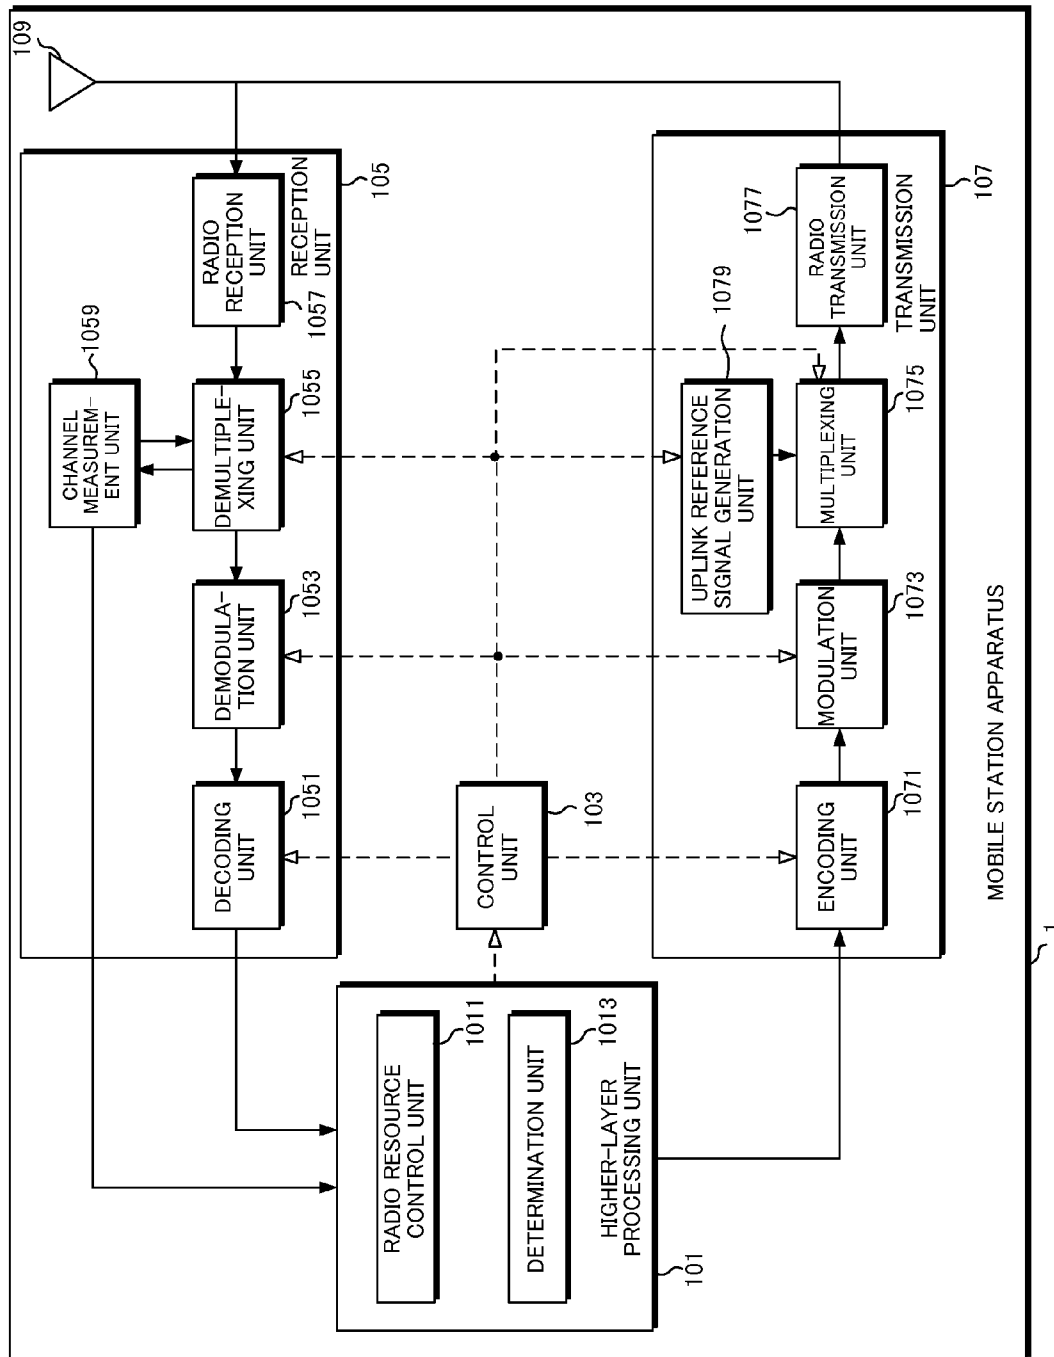 109
RADIO
RECEPTION
UNIT
1057
RECEPTION
UNIT
105
CHANNEL
MEASUREM-
ENT UNIT
1059
DEMULTIPLE-
XING UNIT
1055
DEMODULA-
TION UNIT
1053
DECODING
UNIT
1051
CONTROL
UNIT
103
RADIO RESOURCE
CONTROL UNIT
1011
DETERMINATION UNIT
1013
HIGHER-LAYER
PROCESSING UNIT
101
ENCODING
UNIT
1071
MODULATION
UNIT
1073
UPLINK REFERENCE
SIGNAL GENERATION
UNIT
1079
MULTIPLEXING
UNIT
1075
RADIO
TRANSMISSION
UNIT
1077
TRANSMISSION
UNIT
107
MOBILE STATION APPARATUS
1